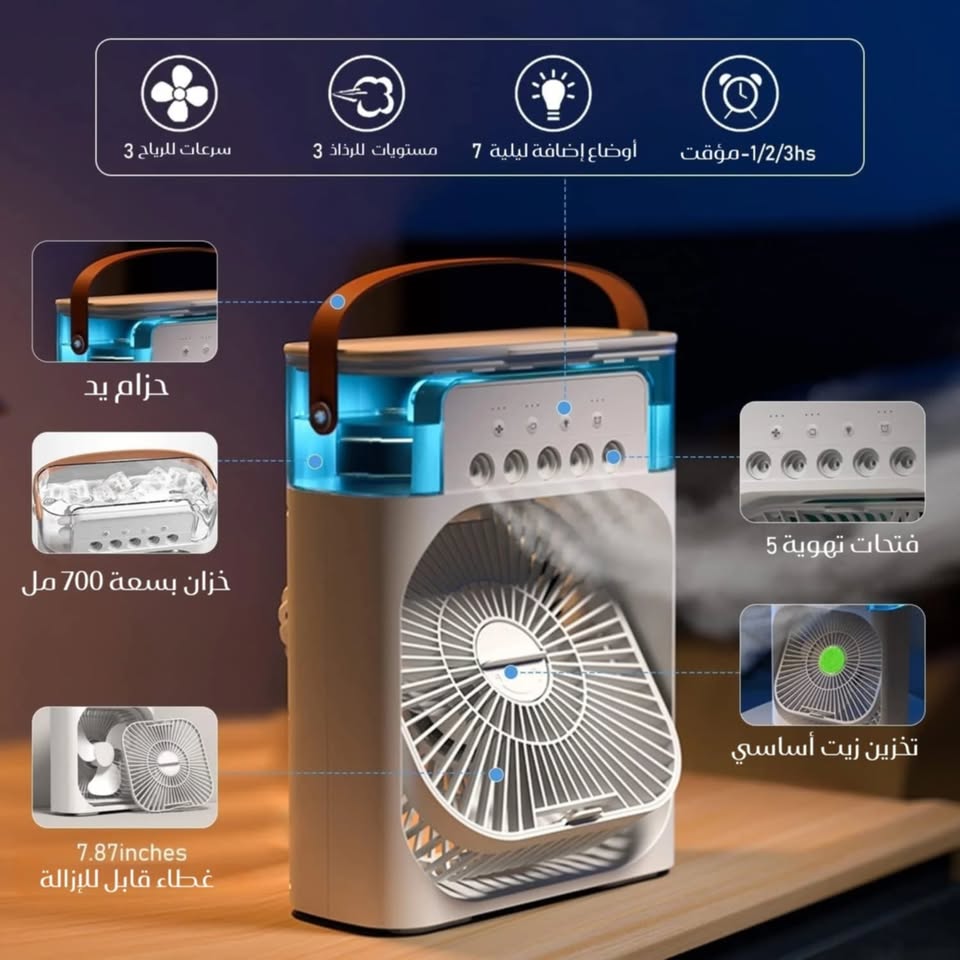 سرعات للرياح 3
مستويات للرذاذ 3
أوضاع إضافة ليلية 7
مؤقت-1/2/3hs
حزام يد
خزان بسعة 700 مل
7.87inches
غطاء قابل للإزالة
فتحات تهوية 5
تخزين زيت أساسي